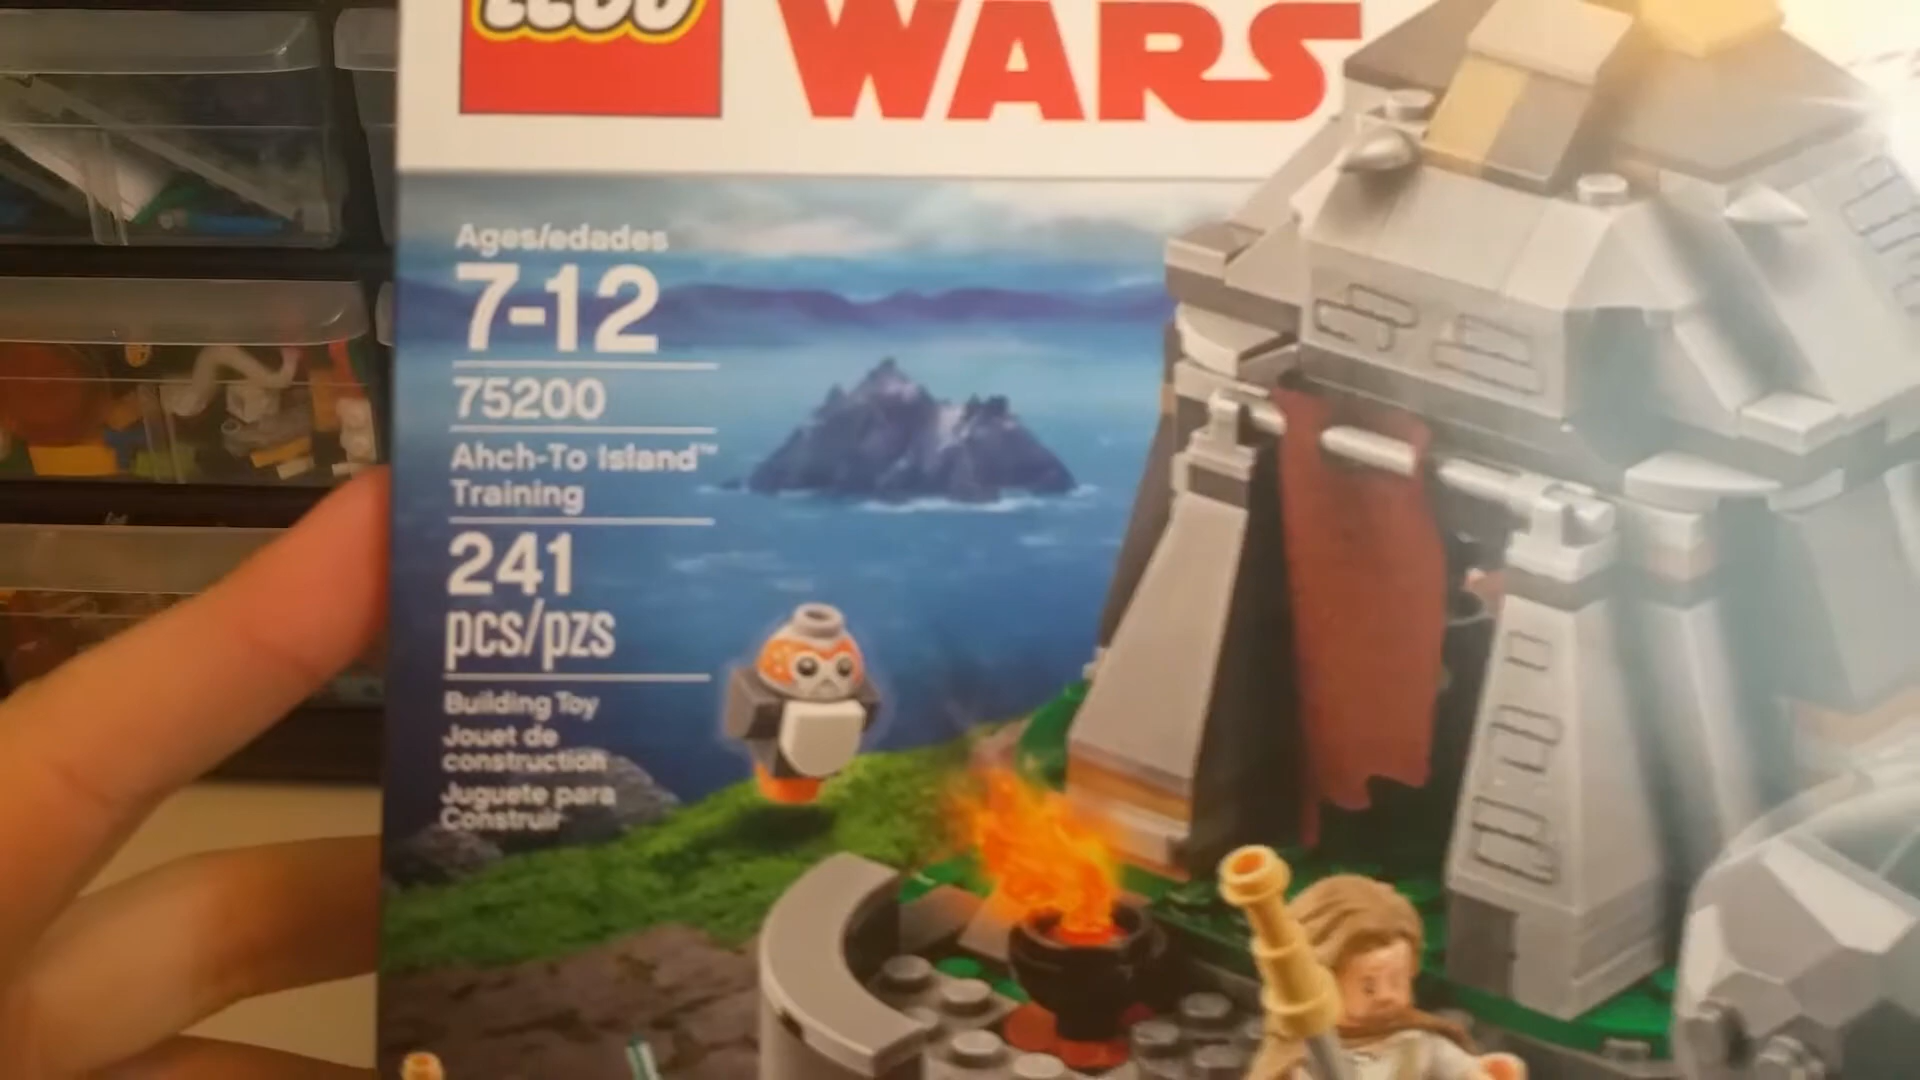 LEGO
WARS
Ages/edades
7-12
75200
Ahch-To Island™
Training
241
pcs/pzs
Building Toy
Jouet de
construction
Juguete para
Construir